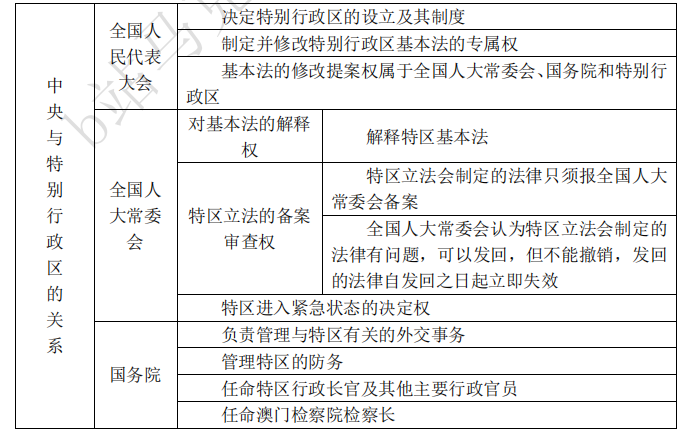 中央与特别行政区的关系
全国人
民代表
大会
决定特别行政区的设立及其制度
制定并修改特别行政区基本法的专属权
基本法的修改提案权属于全国人大常委会、国务院和特别行
政区
全国人
大常委
会
对基本法的解释
权
解释特区基本法
特区立法的备案
审查权
特区立法会制定的法律只须报全国人大
常委会备案
全国人大常委会认为特区立法会制定的
法律有问题，可以发回，但不能撤销，发回
的法律自发回之日起立即失效
特区进入紧急状态的决定权
国务院
负责管理与特区有关的外交事务
管理特区的防务
任命特区行政长官及其他主要行政官员
任命澳门检察院检察长
b站马